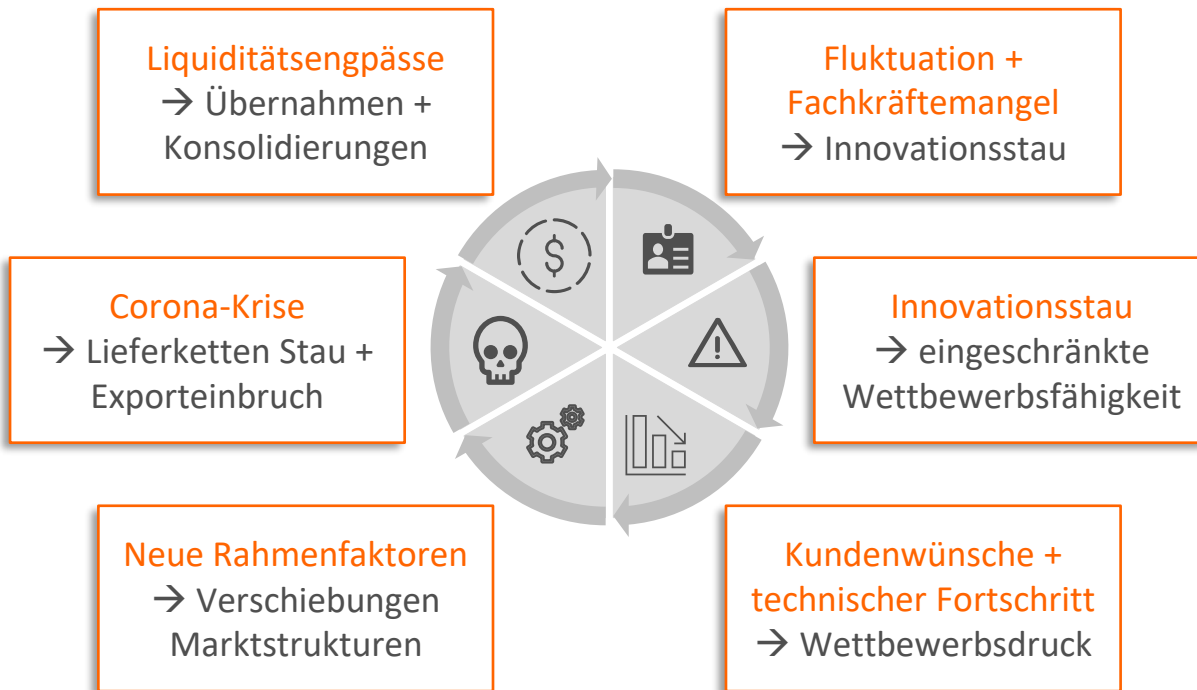 Liquiditätsengpässe
→ Übernahmen +
Konsolidierungen
Fluktuation +
Fachkräftemangel
→ Innovationsstau
$
Corona-Krise
→ Lieferketten Stau +
Exporteinbruch
Innovationsstau
→ eingeschränkte
Wettbewerbsfähigkeit
Neue Rahmenfaktoren
→ Verschiebungen
Marktstrukturen
Kundenwünsche +
technischer Fortschritt
→ Wettbewerbsdruck